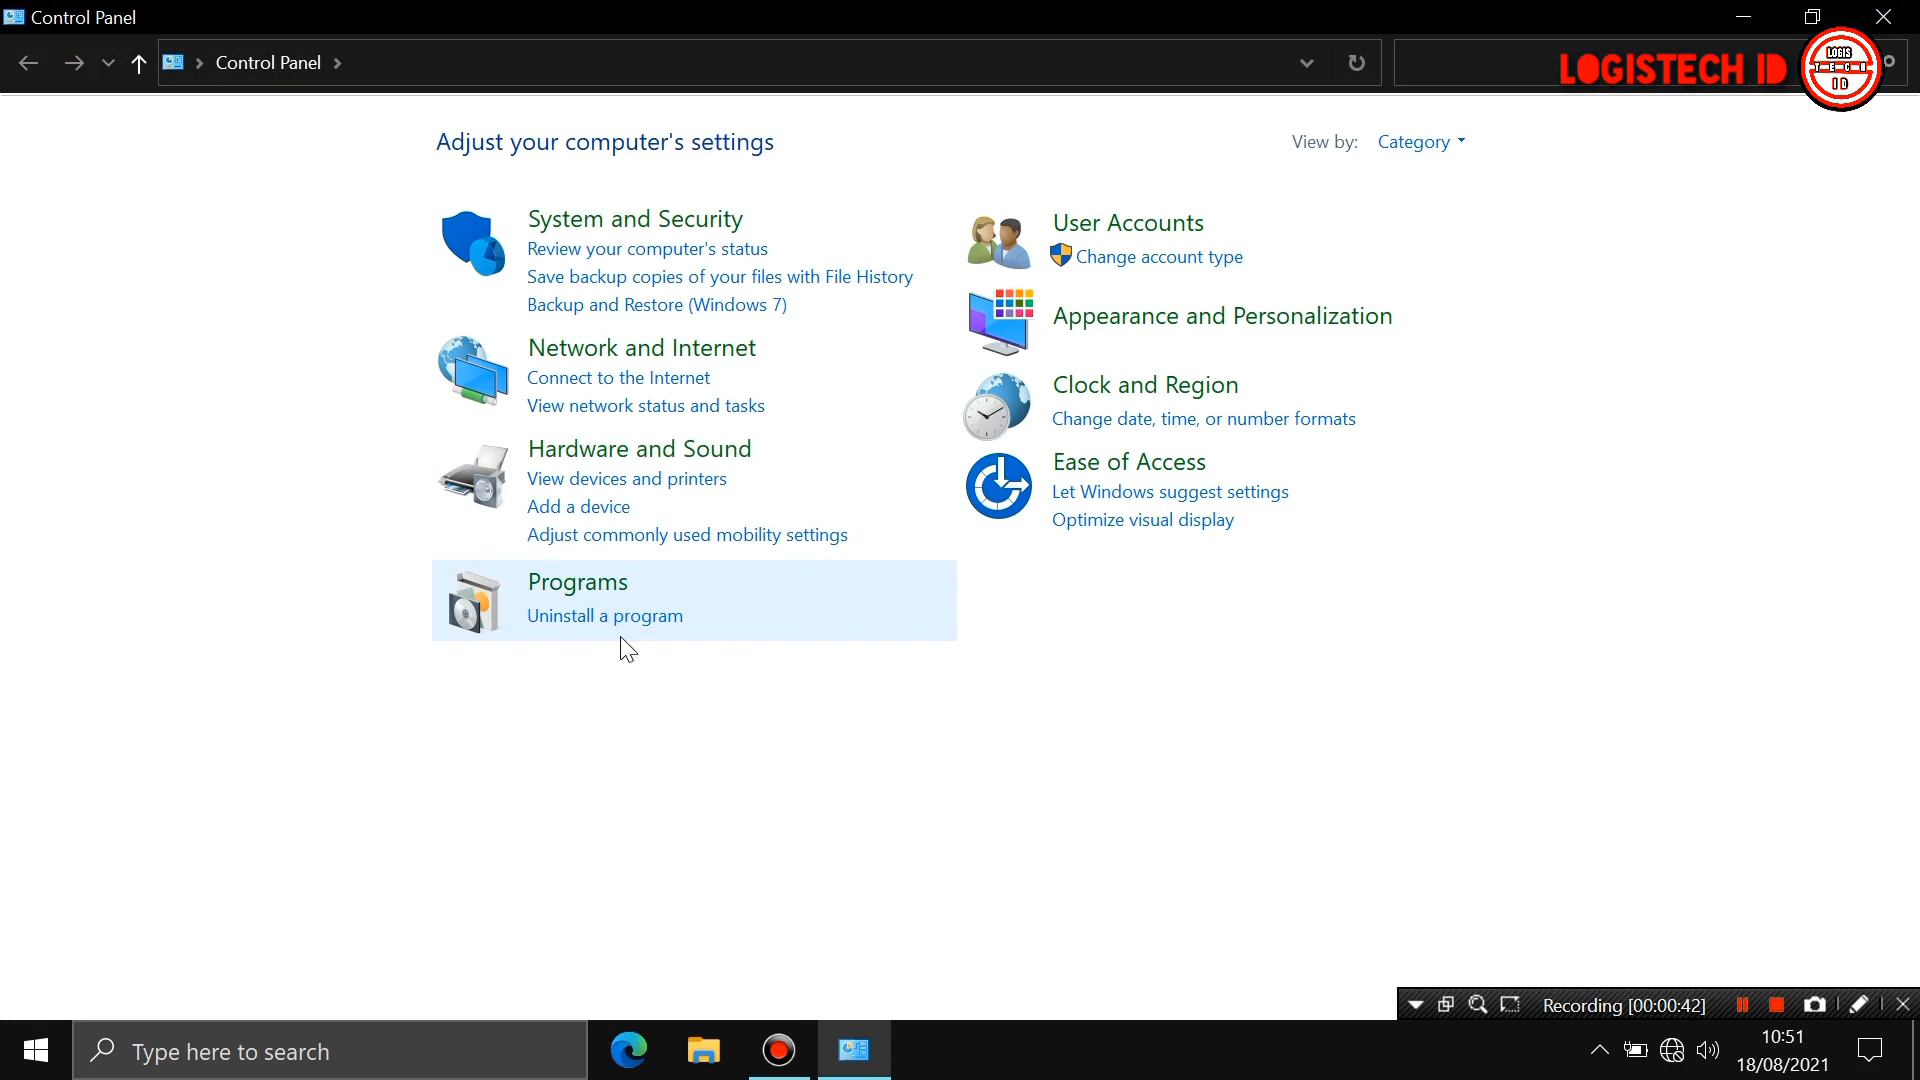 Control Panel
Control Panel
LOGISTECH ID
LOGIS
TECH
ID
Adjust your computer's settings
View by: Category
System and Security
Review your computer's status
Save backup copies of your files with File History
Backup and Restore (Windows 7)
Network and Internet
Connect to the Internet
View network status and tasks
Hardware and Sound
View devices and printers
Add a device
Adjust commonly used mobility settings
Programs
Uninstall a program
User Accounts
Change account type
Appearance and Personalization
Clock and Region
Change date, time, or number formats
Ease of Access
Let Windows suggest settings
Optimize visual display
Recording [00:00:42]
Type here to search
10:51
18/08/2021